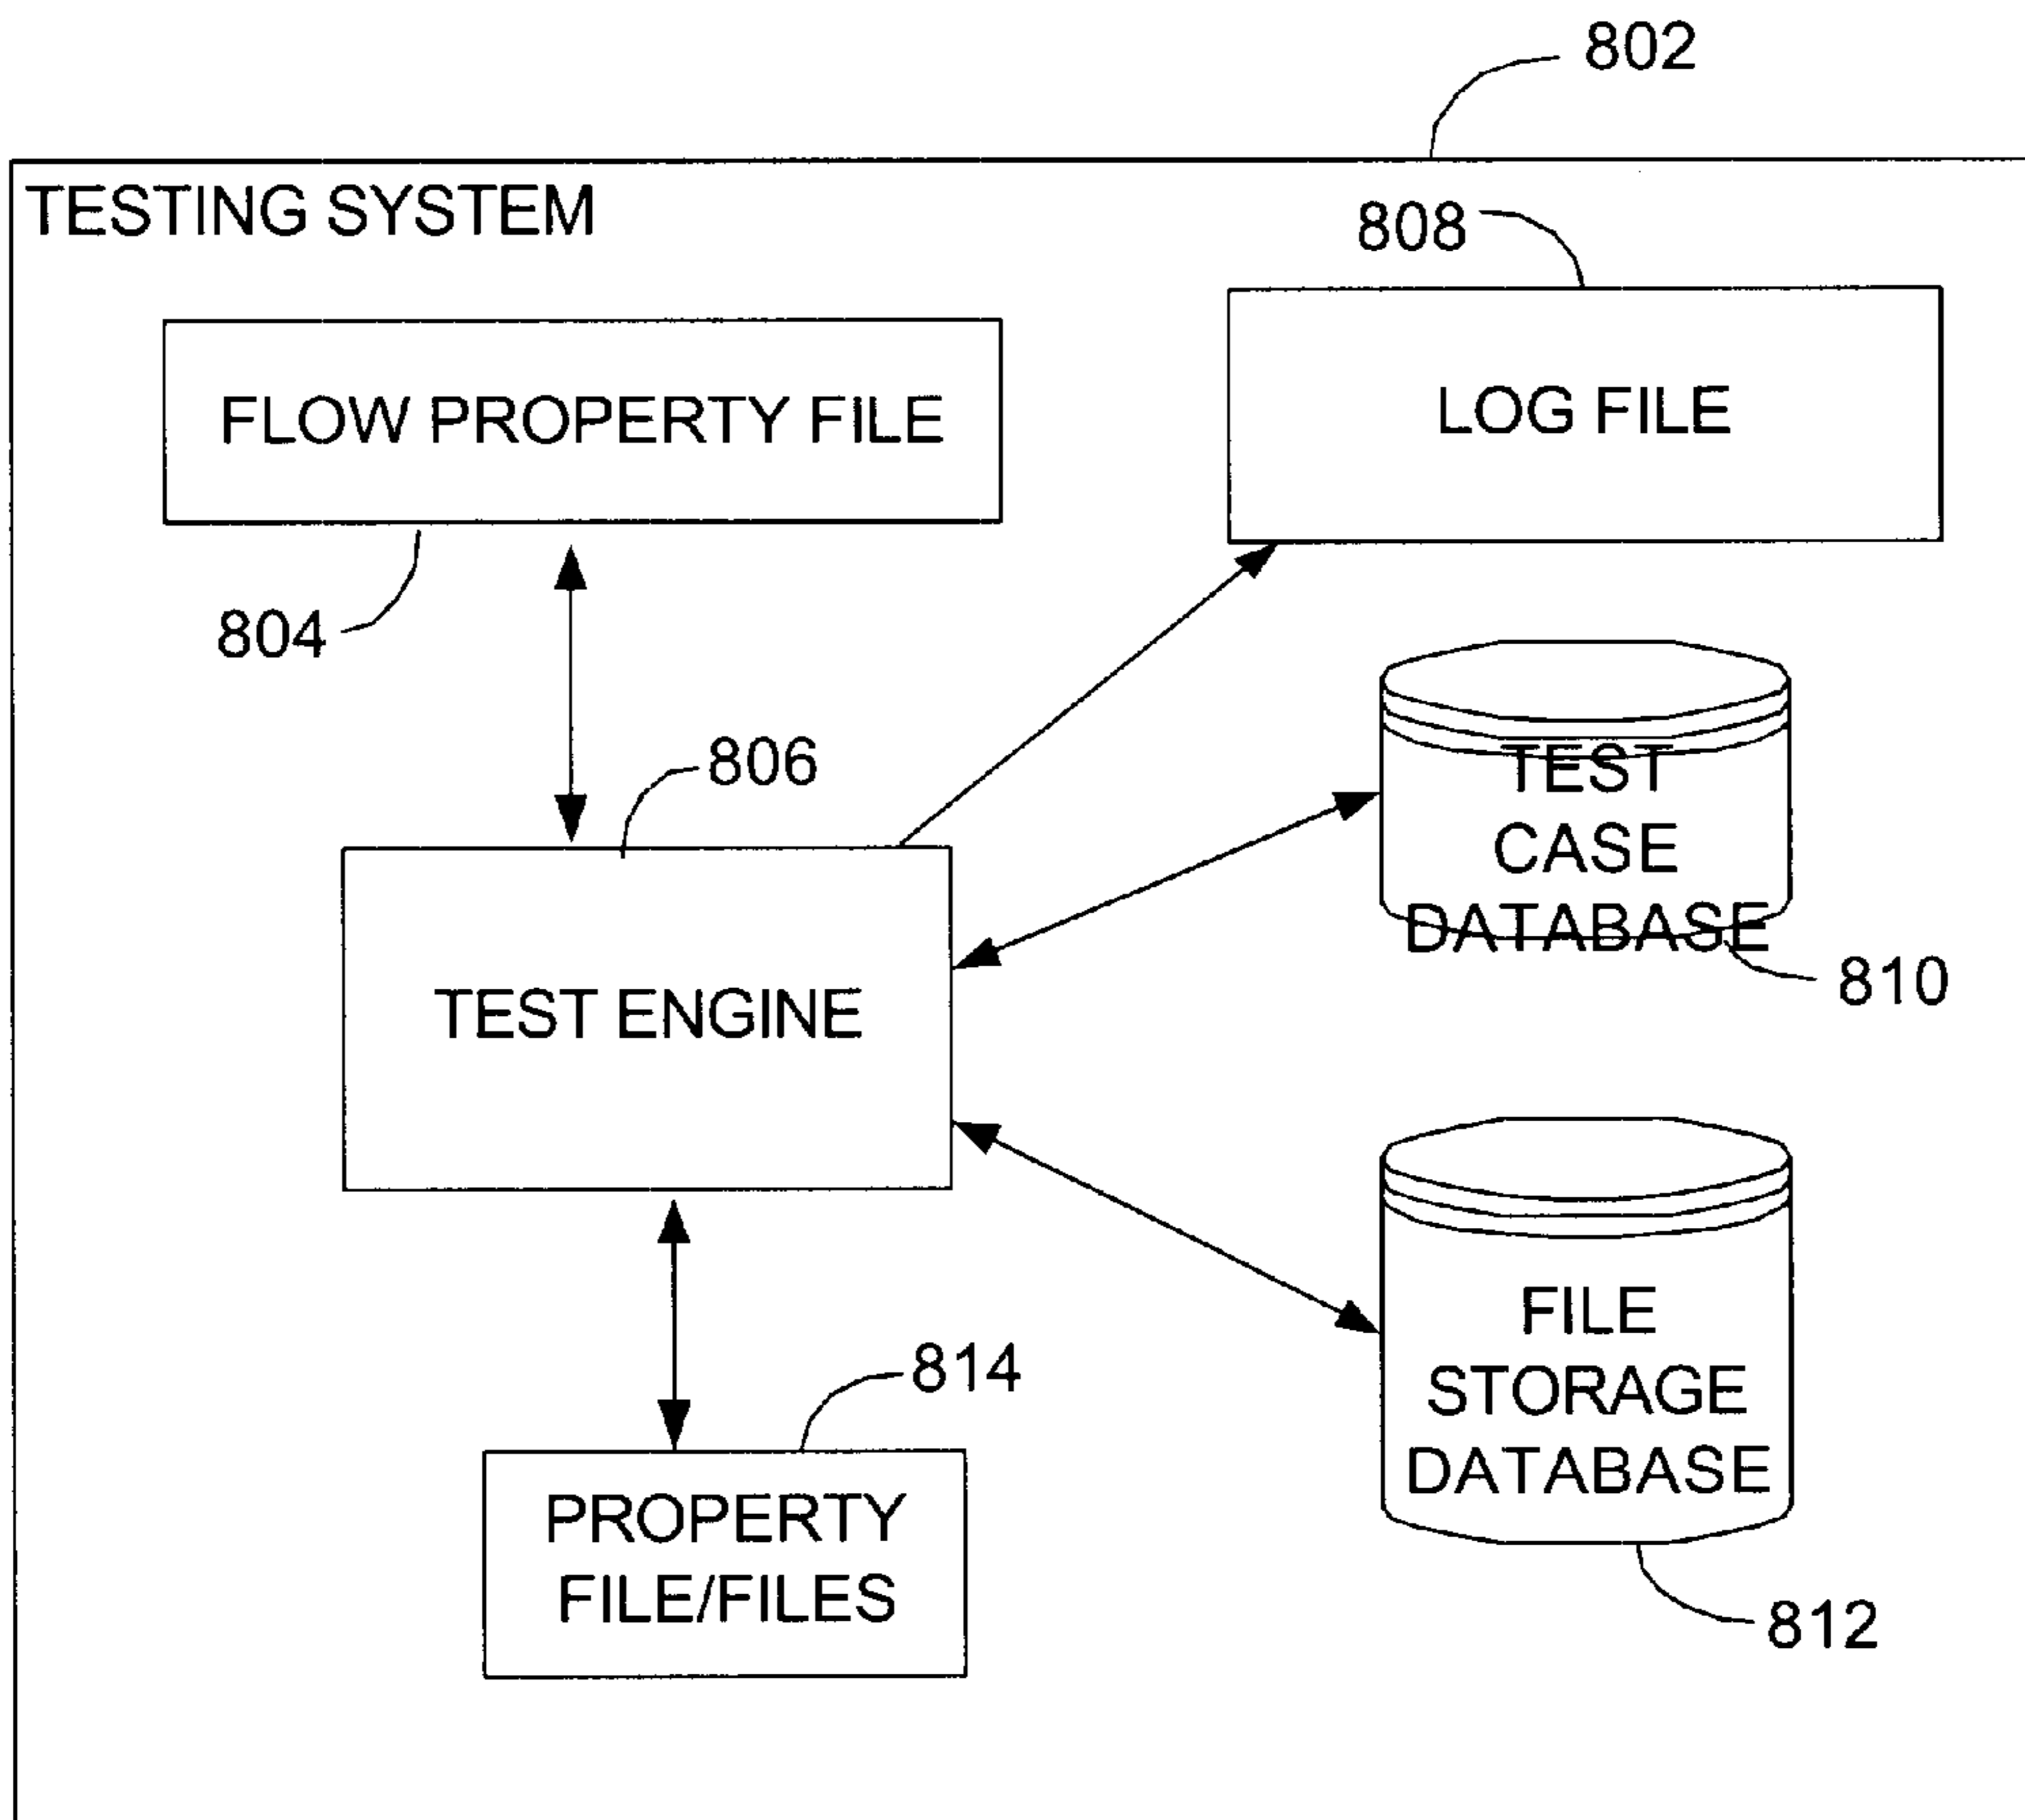 802
TESTING SYSTEM
808
FLOW PROPERTY FILE
LOG FILE
804
806
TEST
CASE
DATABASE
810
TEST ENGINE
FILE
STORAGE
DATABASE
814
PROPERTY
FILE/FILES
812